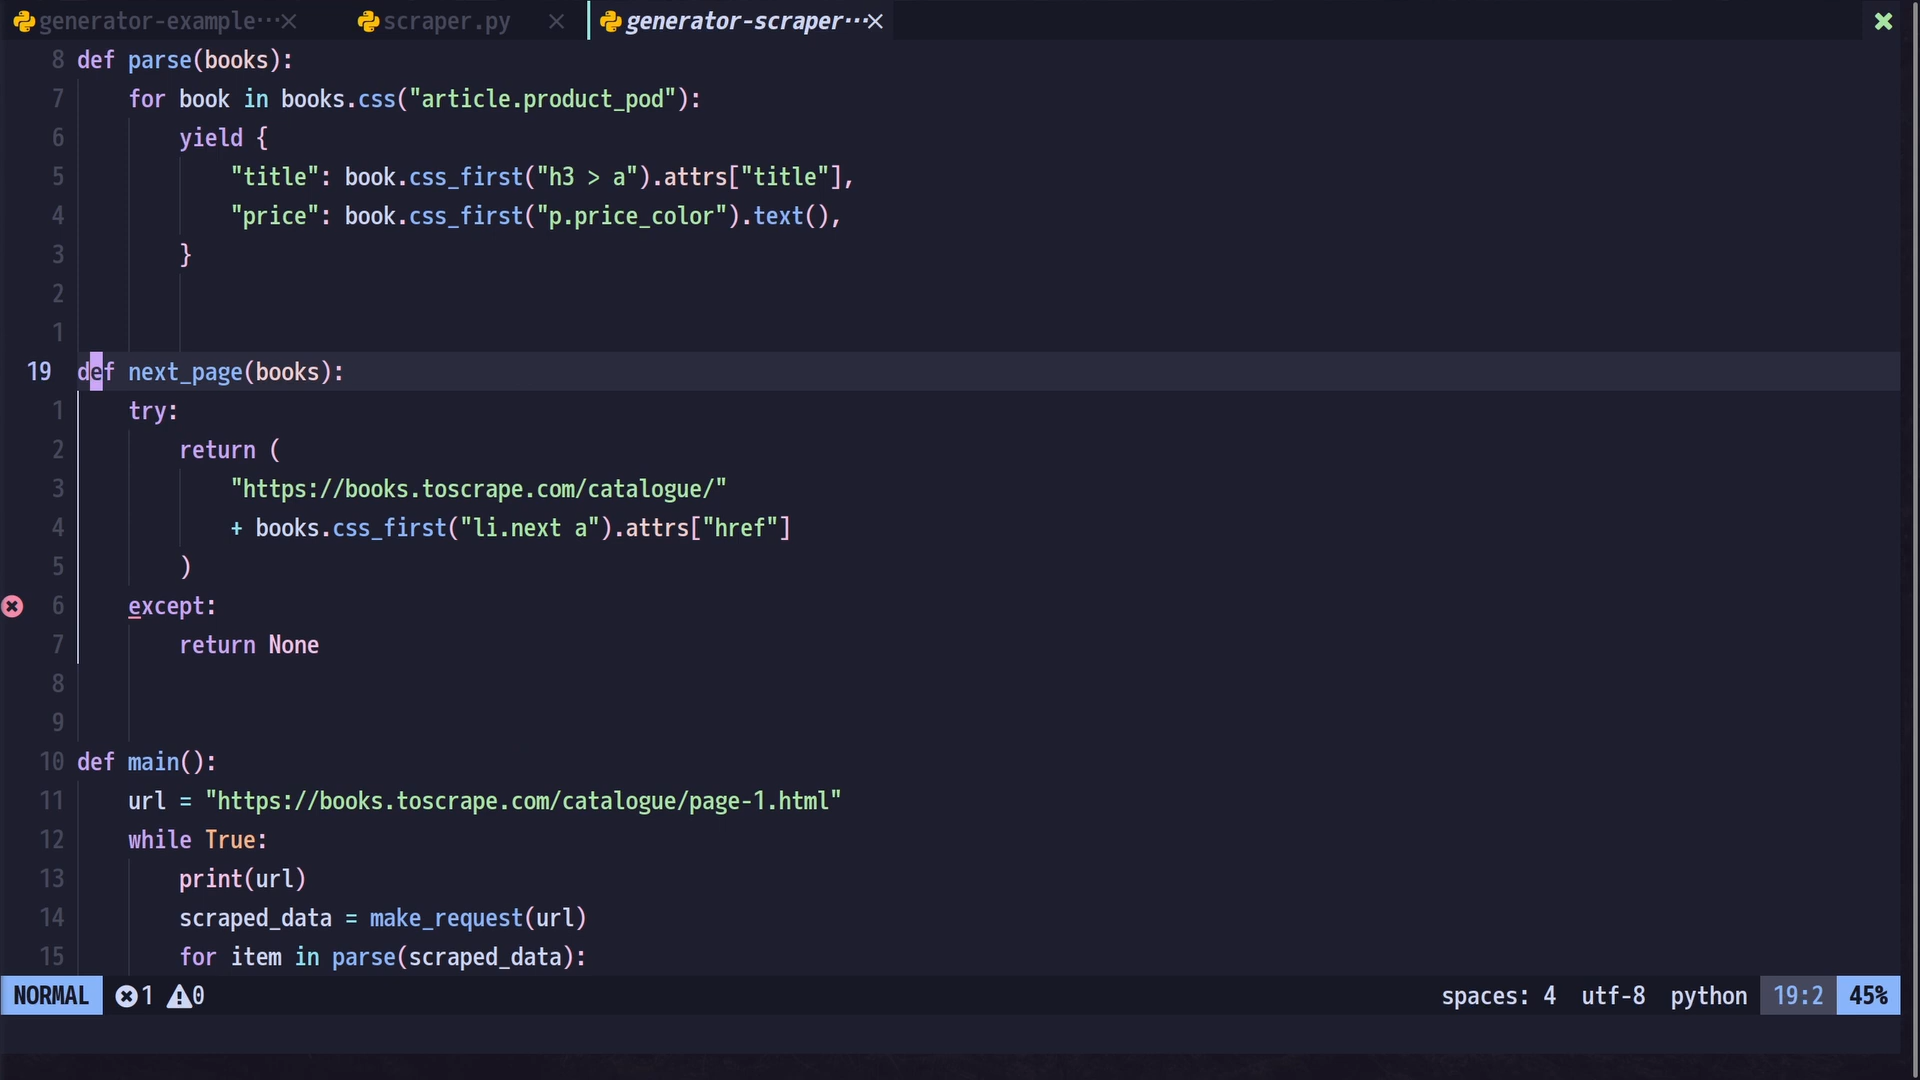 generator-example… scraper.py generator-scraper…
8 def parse(books):
7     for book in books.css("article.product_pod"):
6         yield {
5             "title": book.css_first("h3 > a").attrs["title"],
4             "price": book.css_first("p.price_color").text(),
3         }
2
1
19 def next_page(books):
1     try:
2         return (
3             "https://books.toscrape.com/catalogue/"
4             + books.css_first("li.next a").attrs["href"]
5         )
6     except:
7         return None
8
9
10 def main():
11     url = "https://books.toscrape.com/catalogue/page-1.html"
12     while True:
13         print(url)
14         scraped_data = make_request(url)
15         for item in parse(scraped_data):
NORMAL 1 0 spaces: 4 utf-8 python 19:2 45%